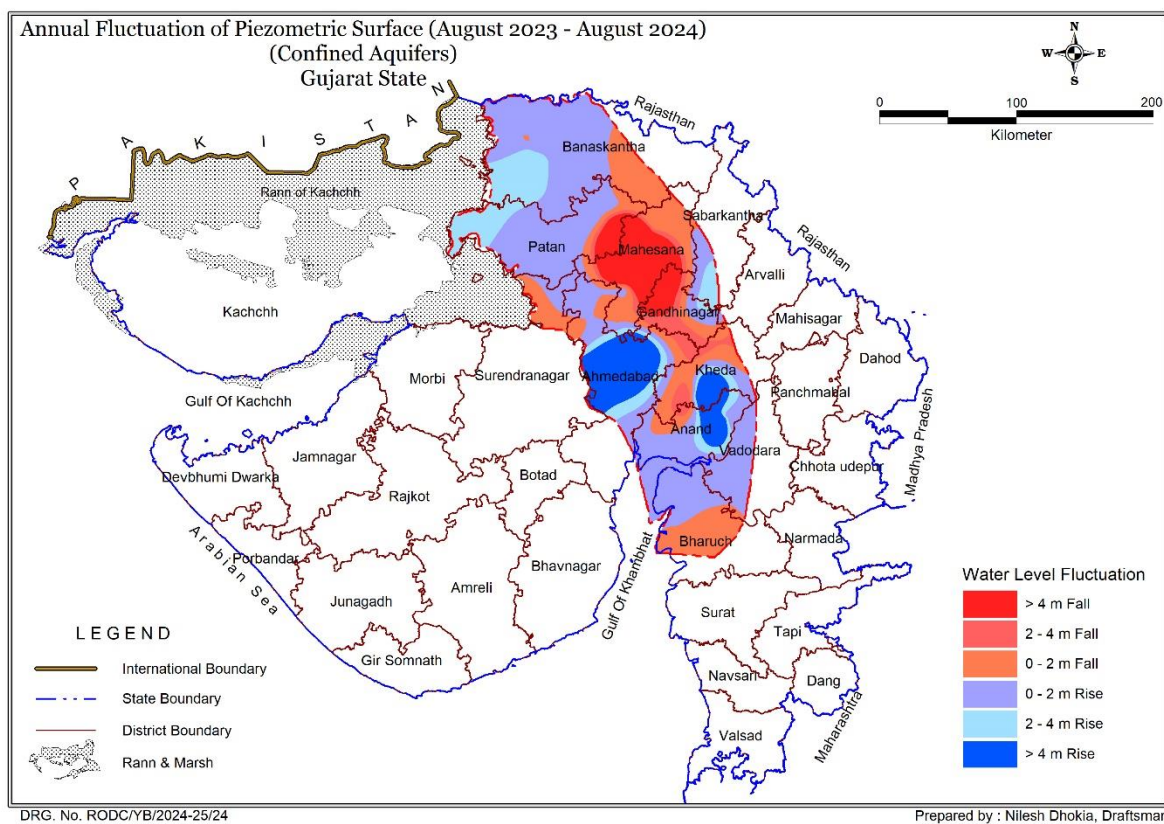 Annual Fluctuation of Piezometric Surface (August 2023 - August 2024)
(Confined Aquifers)
Gujarat State
N
W E
S
0 100 200
Kilometer
PAKISTAN
Rajasthan
Banaskantha
Rann of Kachchh
Sabarkantha
Rajasthan
Patan
Mahesana
Arvalli
Kachchh
Gandhinagar
Mahisagar
Dahod
Morbi
Surendranagar
Ahmedabad
Kheda
Panchmahal
Gulf Of Kachchh
Anand
Vadodara
Madhya Pradesh
Jamnagar
Devbhumi Dwarka
Rajkot
Botad
Chhota udepur
Arabian Sea
Porbandar
Bharuch
Narmada
Junagadh
Amreli
Bhavnagar
Gulf Of Khambhat
Surat
Tapi
Gir Somnath
Navsari
Dang
Valsad
Maharashtra
LEGEND
International Boundary
State Boundary
District Boundary
Rann & Marsh
Water Level Fluctuation
> 4 m Fall
2 - 4 m Fall
0 - 2 m Fall
0 - 2 m Rise
2 - 4 m Rise
> 4 m Rise
DRG. No. RODC/YB/2024-25/24
Prepared by : Nilesh Dhokia, Draftsman